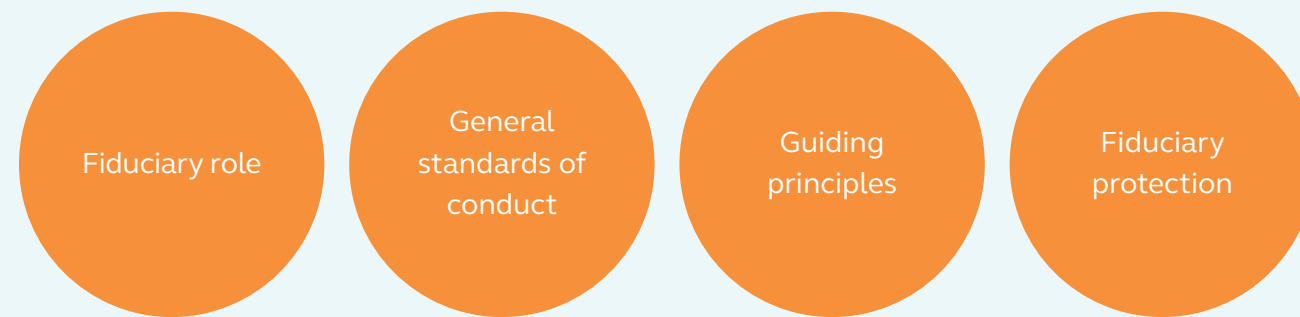 Fiduciary role
General
standards of
conduct
Guiding
principles
Fiduciary
protection